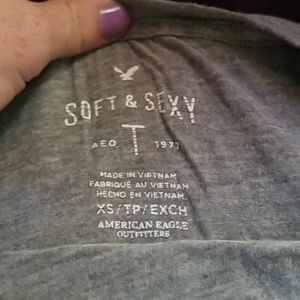 SOFT & SEXY
AEO T 1977
MADE IN VIETNAM
FABRIQUÉ AU VIETNAM
HECHO EN VIETNAM
XS/TP/EXCH
AMERICAN EAGLE
OUTFITTERS